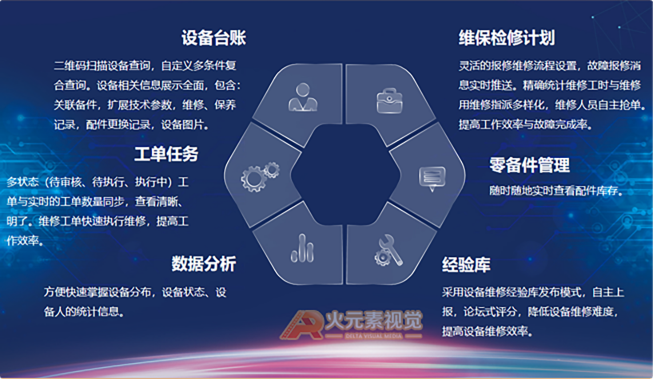 设备台账
二维码扫描设备查询，自定义多条件复
合查询。设备相关信息展示全面，包含：
关联备件，扩展技术参数，维修、保养
记录，配件更换记录，设备图片。
工单任务
多状态（待审核、待执行、执行中）工
单与实时的工单数量同步，查看清晰、
明了。维修工单快速执行维修，提高工
作效率。
数据分析
方便快速掌握设备分布，设备状态、设
备人的统计信息。
维保检修计划
灵活的报修维修流程设置，故障报修消
息实时推送。精确统计维修工时与维修
用维修指派多样化，维修人员自主抢单。
提高工作效率与故障完成率。
零备件管理
随时随地实时查看配件库存。
经验库
采用设备维修经验库发布模式，自主上
报，论坛式评分，降低设备维修难度，
提高设备维修效率。
火元素视觉
DELTA VISUAL MEDIA